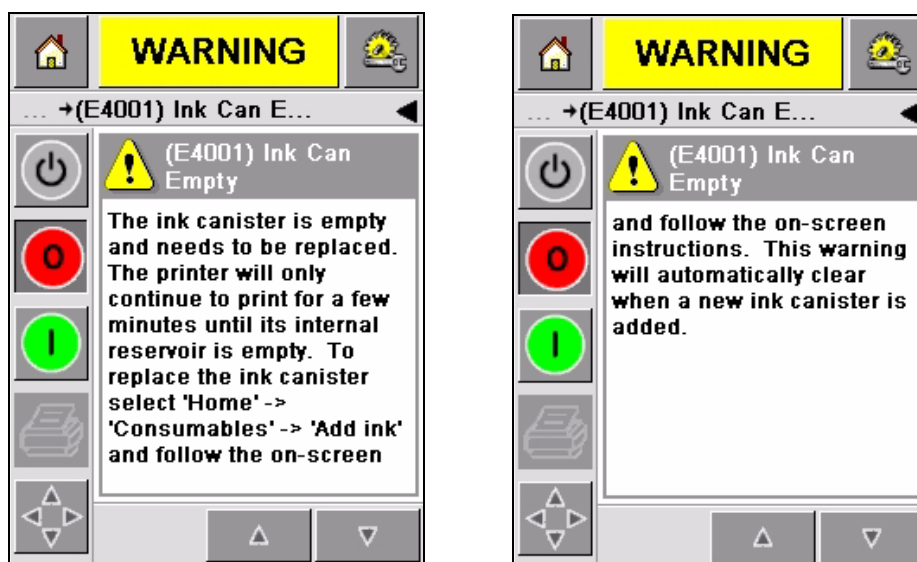 WARNING
... →(E4001) Ink Can E...
(E4001) Ink Can
Empty
The ink canister is empty
and needs to be replaced.
The printer will only
continue to print for a few
minutes until its internal
reservoir is empty.  To
replace the ink canister
select 'Home' ->
'Consumables' -> 'Add ink'
and follow the on-screen
WARNING
... →(E4001) Ink Can E...
(E4001) Ink Can
Empty
and follow the on-screen
instructions.  This warning
will automatically clear
when a new ink canister is
added.